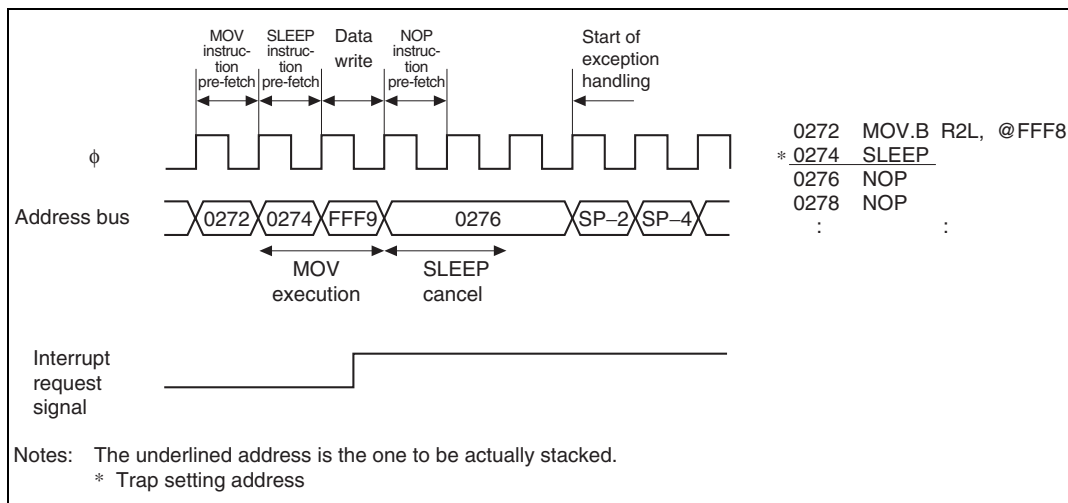 MOV
instruc-
tion
pre-fetch
SLEEP
instruc-
tion
pre-fetch
Data
write
NOP
instruc-
tion
pre-fetch
Start of
exception
handling
ϕ
Address bus
0272 0274 FFF9 0276 SP−2 SP−4
MOV
execution
SLEEP
cancel
Interrupt
request
signal
0272 MOV.B R2L, @FFF8
* 0274 SLEEP
0276 NOP
0278 NOP
: :
Notes: The underlined address is the one to be actually stacked.
* Trap setting address